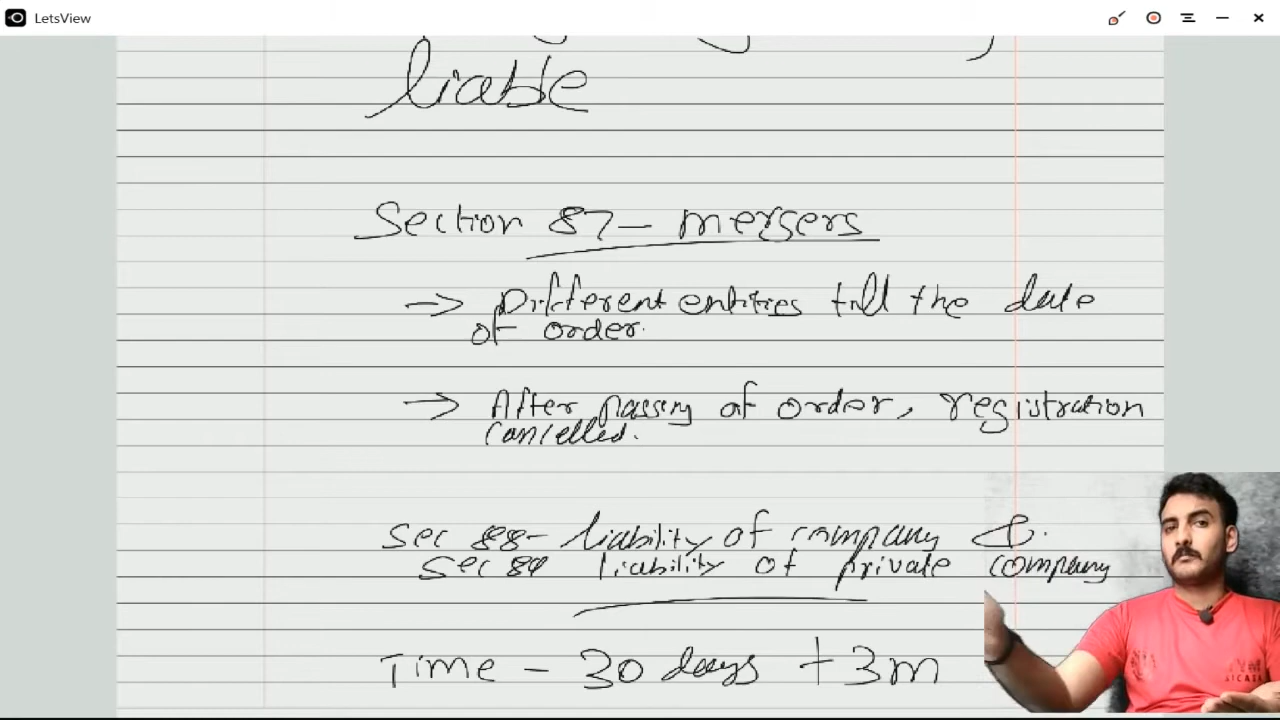 LetsView
liable
Section 87- mergers
→ Different entities till the date
of order.
→ After passing of order, registration
cancelled.
Sec 88- liability of company &
Sec 89 liability of private company
Time - 30 days + 3m